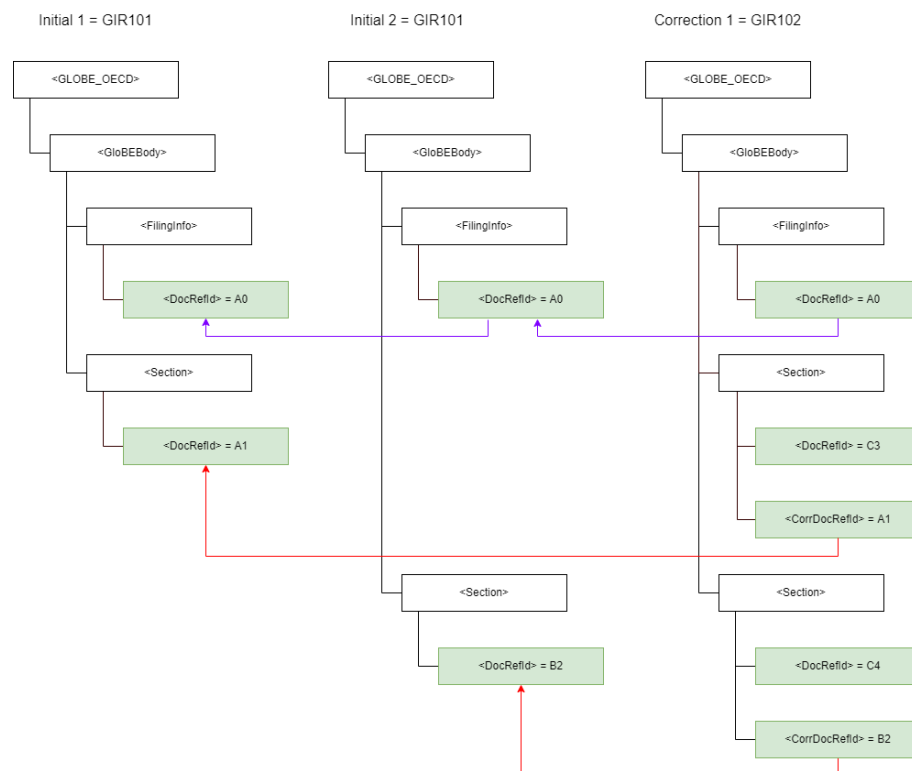 Initial 1 = GIR101
Initial 2 = GIR101
Correction 1 = GIR102
<GLOBE_OECD>
<GLOBE_OECD>
<GLOBE_OECD>
<GloBEBody>
<GloBEBody>
<GloBEBody>
<FilingInfo>
<FilingInfo>
<FilingInfo>
<DocRefId> = A0
<DocRefId> = A0
<DocRefId> = A0
<Section>
<Section>
<DocRefId> = A1
<DocRefId> = C3
<CorrDocRefId> = A1
<Section>
<Section>
<DocRefId> = B2
<DocRefId> = C4
<CorrDocRefId> = B2